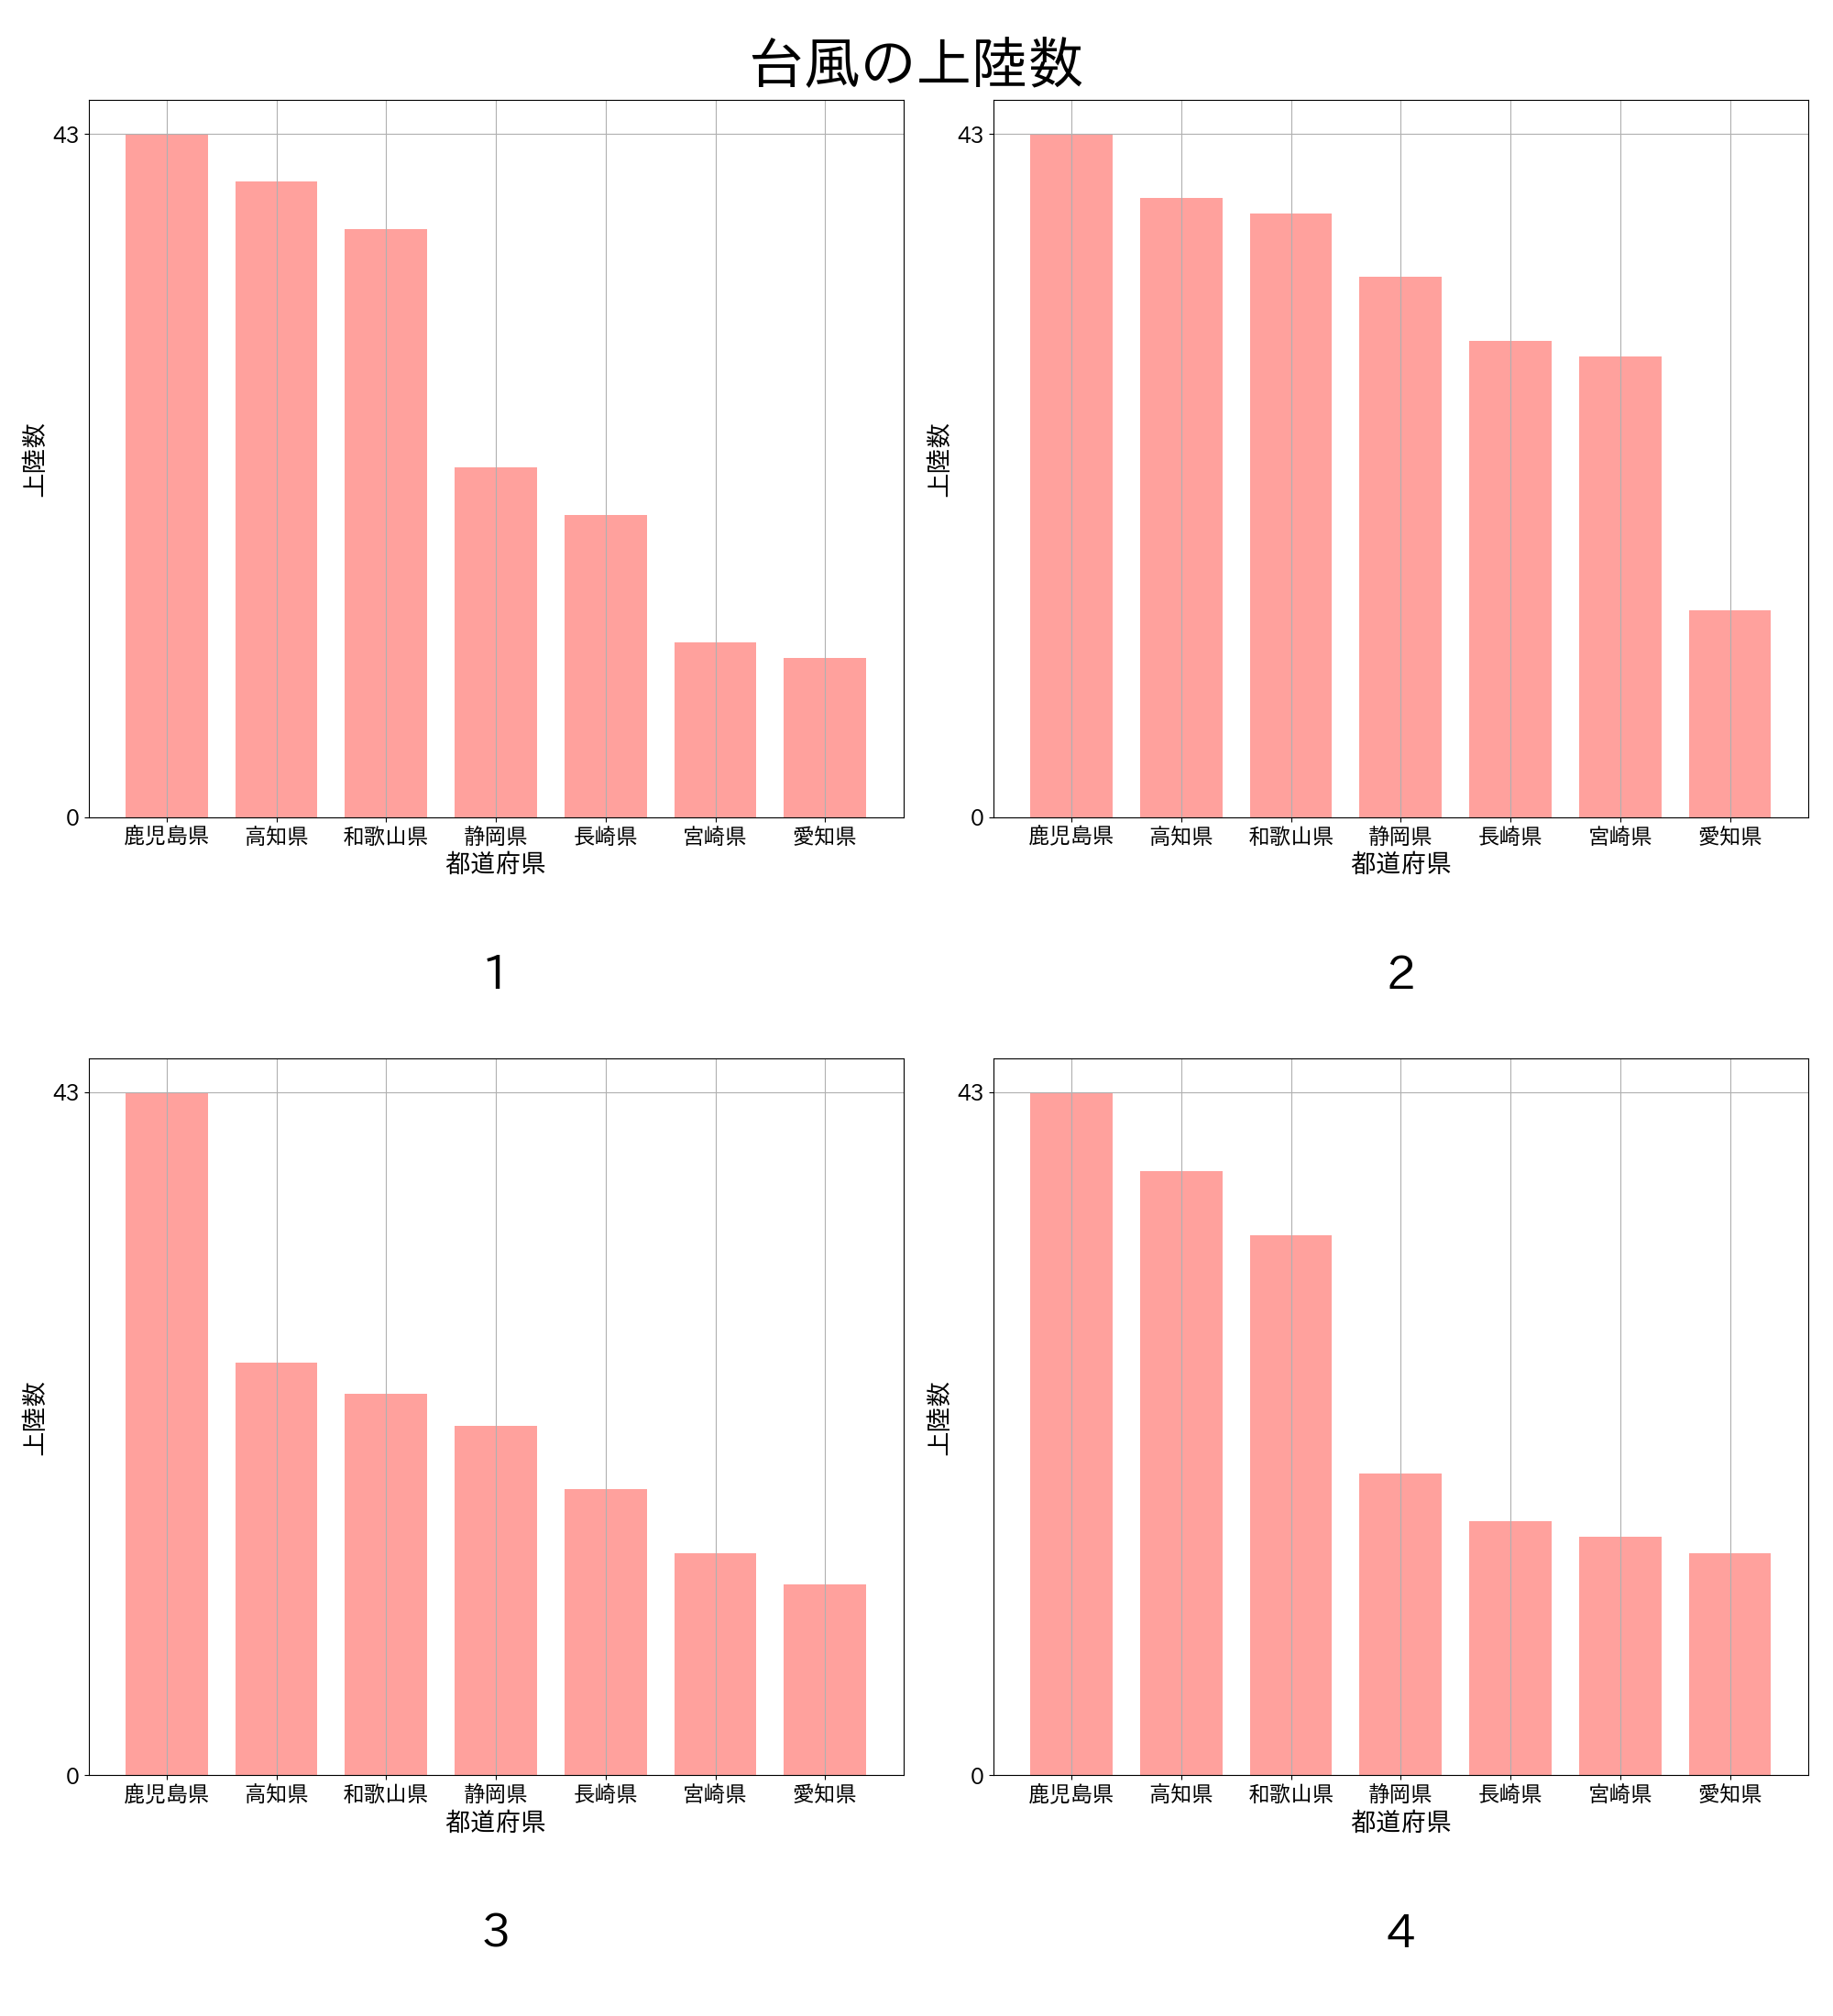 台風の上陸数
43
0
上陸数
鹿児島県 高知県 和歌山県 静岡県 長崎県 宮崎県 愛知県
都道府県
1
43
0
上陸数
鹿児島県 高知県 和歌山県 静岡県 長崎県 宮崎県 愛知県
都道府県
2
43
0
上陸数
鹿児島県 高知県 和歌山県 静岡県 長崎県 宮崎県 愛知県
都道府県
3
43
0
上陸数
鹿児島県 高知県 和歌山県 静岡県 長崎県 宮崎県 愛知県
都道府県
4